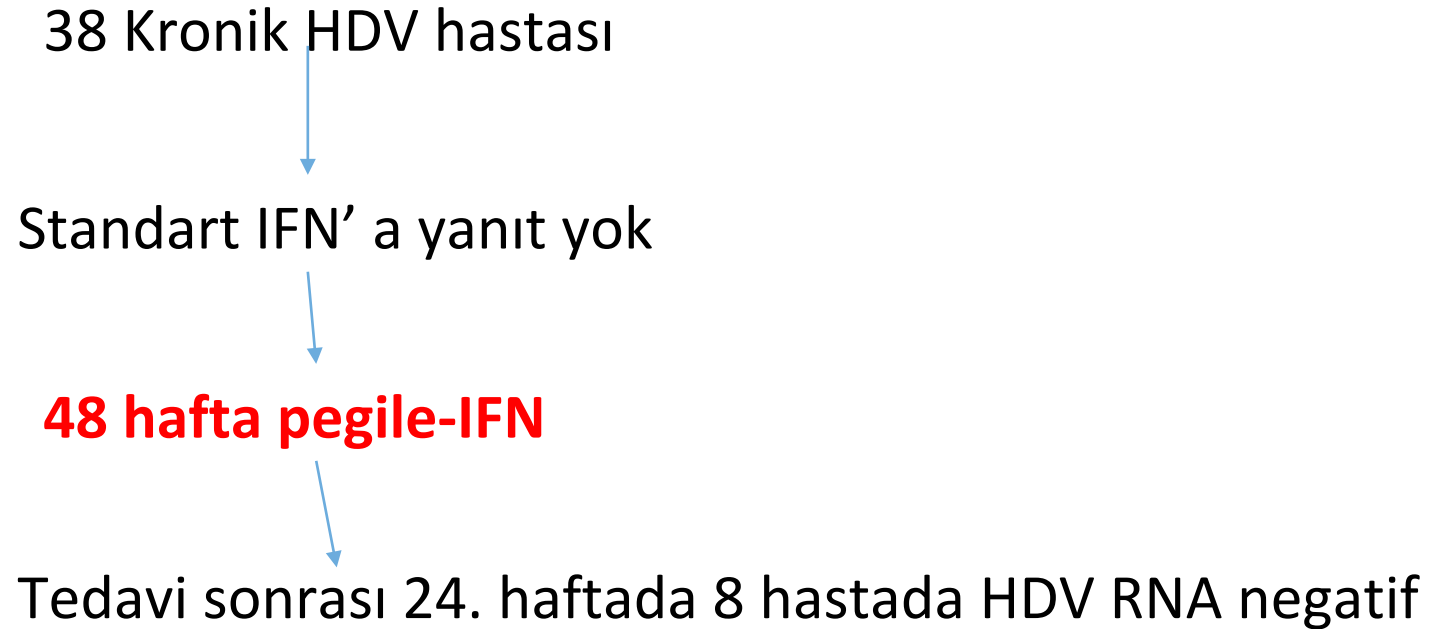 38 Kronik HDV hastası
Standart IFN’ a yanıt yok
48 hafta pegile-IFN
Tedavi sonrası 24. haftada 8 hastada HDV RNA negatif